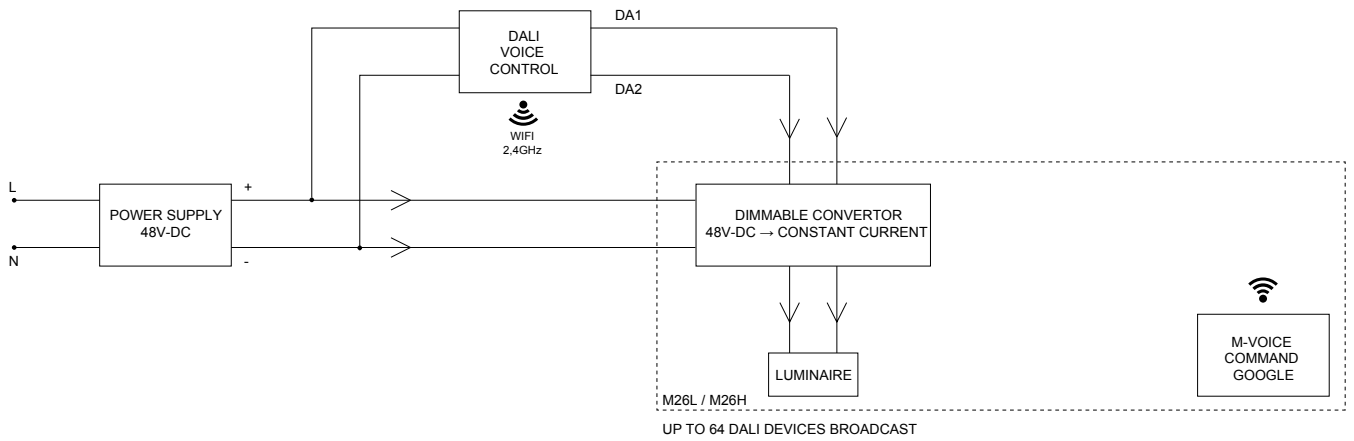 DA1
DALI
VOICE
CONTROL
DA2
WIFI
2,4GHz
L
+
POWER SUPPLY
48V-DC
N
-
DIMMABLE CONVERTOR
48V-DC → CONSTANT CURRENT
M-VOICE
COMMAND
GOOGLE
LUMINAIRE
M26L / M26H
UP TO 64 DALI DEVICES BROADCAST